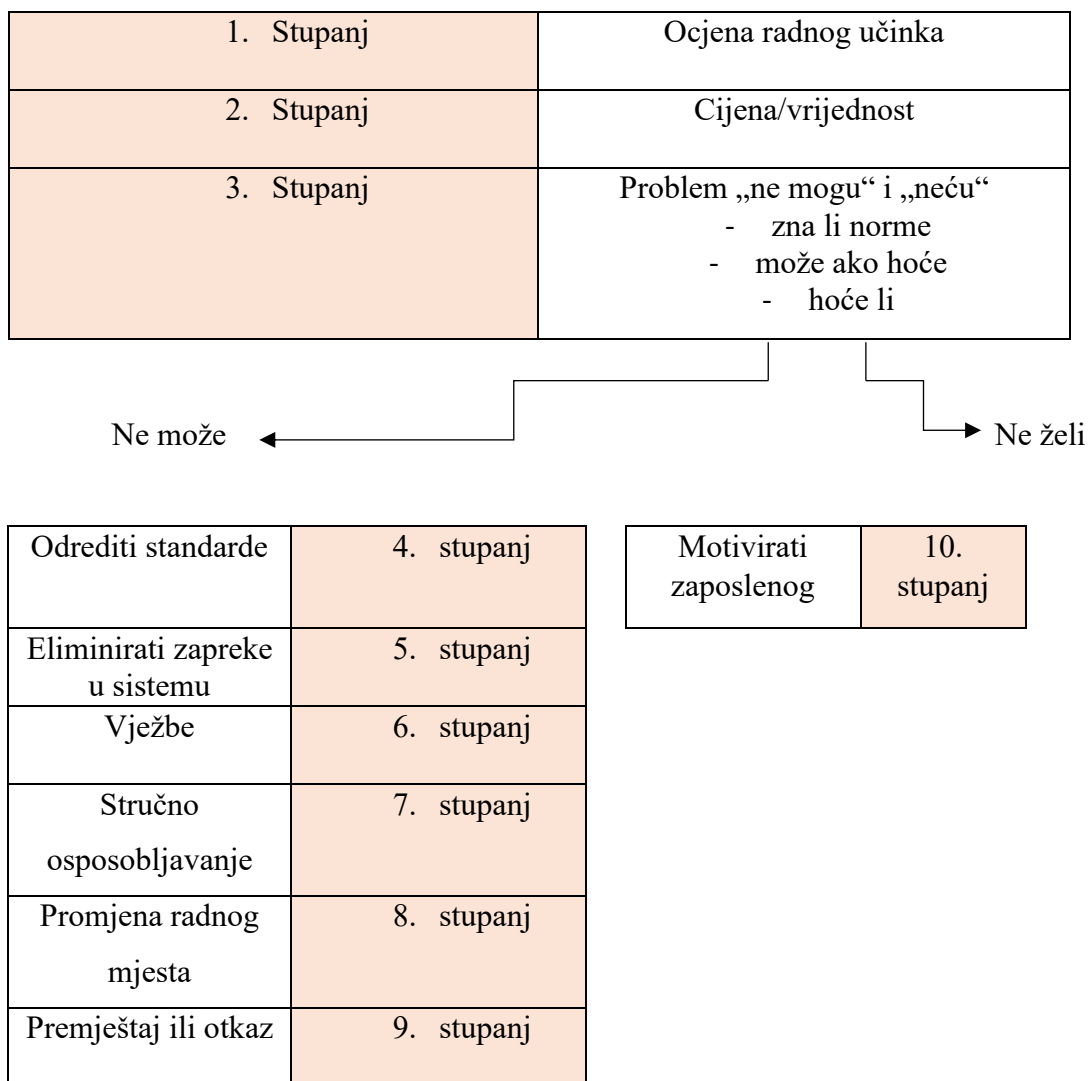 1. Stupanj
Ocjena radnog učinka
2. Stupanj
Cijena/vrijednost
3. Stupanj
Problem „ne mogu“ i „neću“
- zna li norme
- može ako hoće
- hoće li
Ne može
Ne želi
Odrediti standarde
4. stupanj
Eliminirati zapreke
u sistemu
5. stupanj
Vježbe
6. stupanj
Stručno
osposobljavanje
7. stupanj
Promjena radnog
mjesta
8. stupanj
Premještaj ili otkaz
9. stupanj
Motivirati
zaposlenog
10.
stupanj